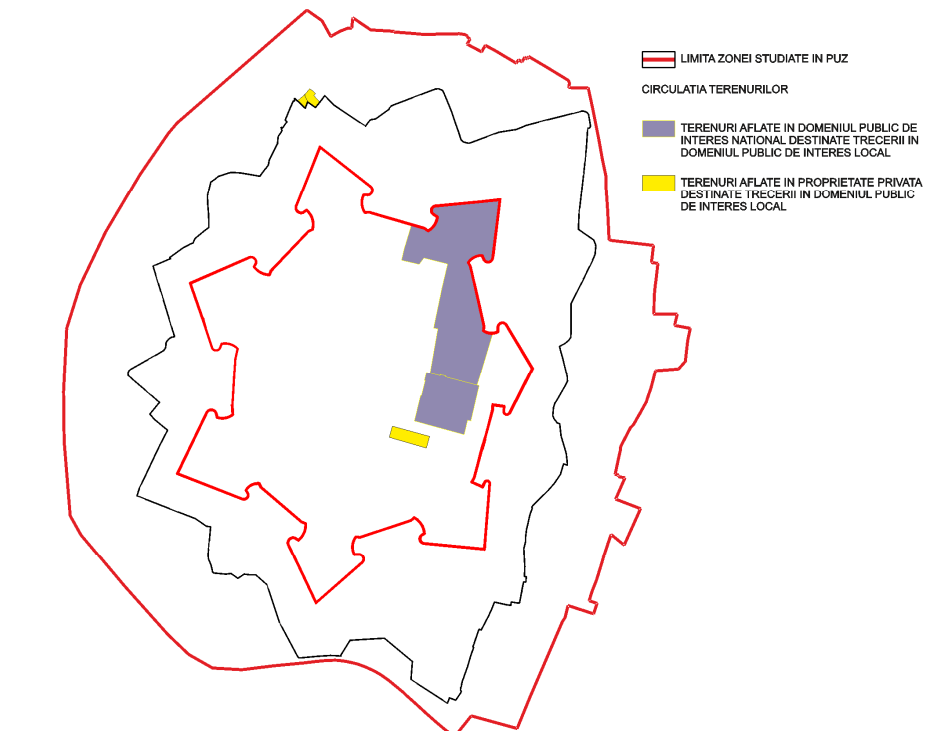 LIMITA ZONEI STUDIATE IN PUZ
CIRCULATIA TERENURILOR
TERENURI AFLATE IN DOMENIUL PUBLIC DE
INTERES NATIONAL DESTINATE TRECERII IN
DOMENIUL PUBLIC DE INTERES LOCAL
TERENURI AFLATE IN PROPRIETATE PRIVATA
DESTINATE TRECERII IN DOMENIUL PUBLIC
DE INTERES LOCAL